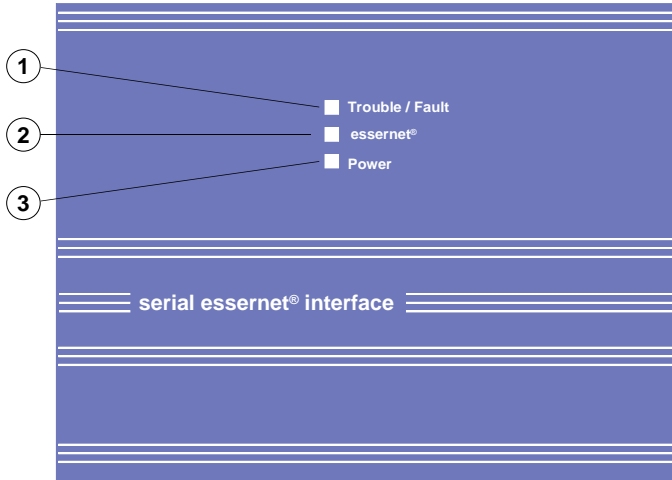 1
Trouble / Fault
2
essernet®
3
Power
serial essernet® interface